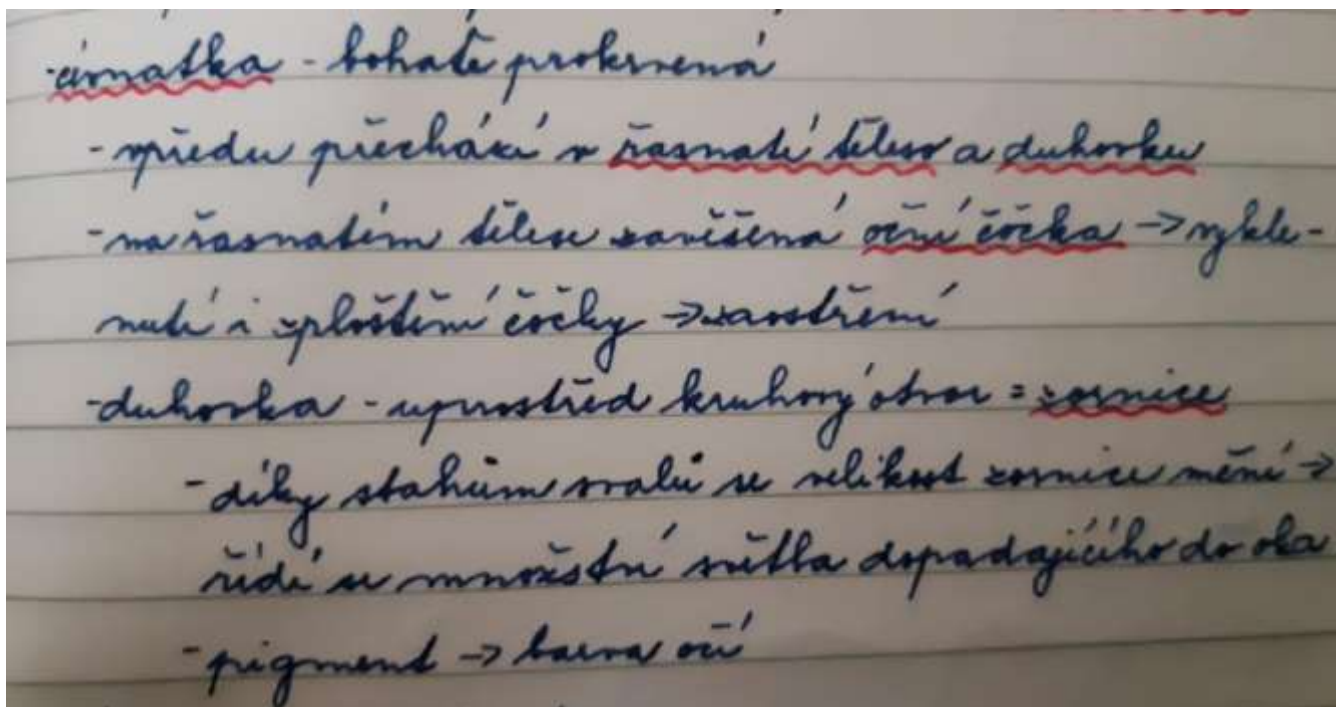 -cévnatka - bohatě prokrvená
- vpředu přechází v řasnaté těleso a duhovku
- na řasnatém tělese zavěšená oční čočka -> vykle-
nutí i zploštění čočky -> zaostření
-duhovka - uprostřed kruhový otvor = zornice
- díky stahům svalů se velikost zornice mění ->
řídí se množství světla dopadajícího do oka
- pigment -> barva očí